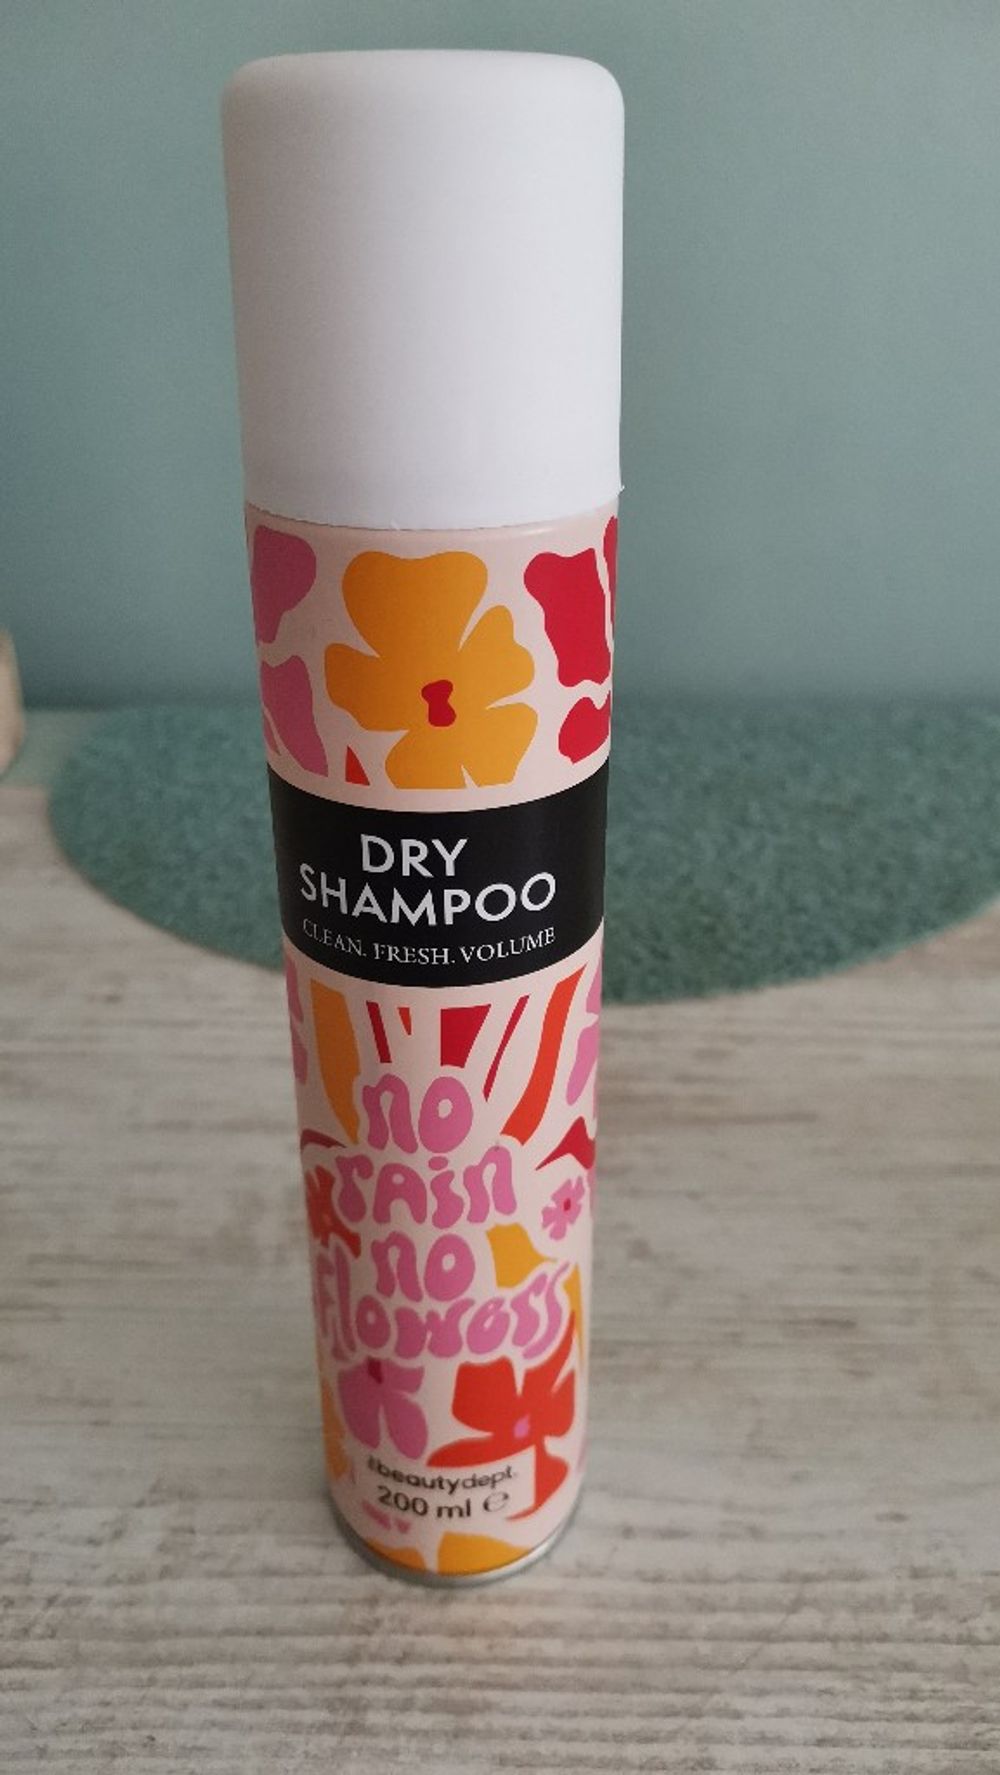 DRY
SHAMPOO
CLEAN. FRESH. VOLUME
no
rain
no
flowers
#beautydept.
200 ml ℮